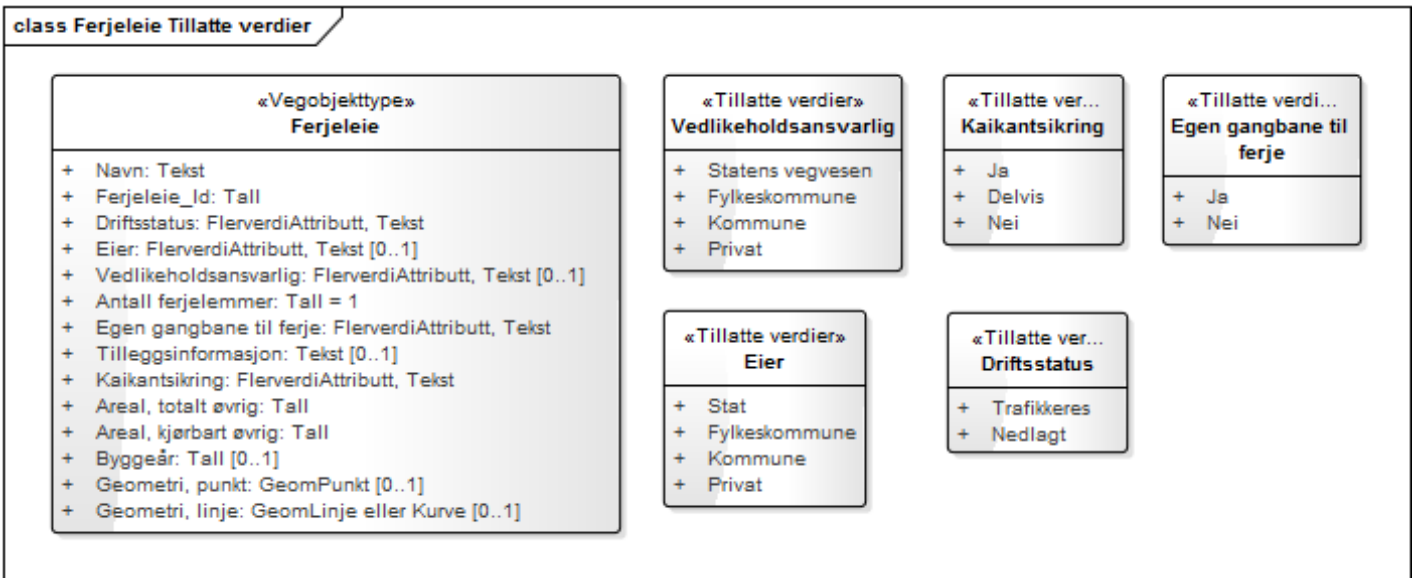 class Ferjeleie Tillatte verdier
«Vegobjekttype»
Ferjeleie
+ Navn: Tekst
+ Ferjeleie_Id: Tall
+ Driftsstatus: FlerverdiAttributt, Tekst
+ Eier: FlerverdiAttributt, Tekst [0..1]
+ Vedlikeholdsansvarlig: FlerverdiAttributt, Tekst [0..1]
+ Antall ferjelemmer: Tall = 1
+ Egen gangbane til ferje: FlerverdiAttributt, Tekst
+ Tilleggsinformasjon: Tekst [0..1]
+ Kaikantsikring: FlerverdiAttributt, Tekst
+ Areal, totalt øvrig: Tall
+ Areal, kjørbart øvrig: Tall
+ Byggeår: Tall [0..1]
+ Geometri, punkt: GeomPunkt [0..1]
+ Geometri, linje: GeomLinje eller Kurve [0..1]
«Tillatte verdier»
Vedlikeholdsansvarlig
+ Statens vegvesen
+ Fylkeskommune
+ Kommune
+ Privat
«Tillatte ver...
Kaikantsikring
+ Ja
+ Delvis
+ Nei
«Tillatte verdi...
Egen gangbane til
ferje
+ Ja
+ Nei
«Tillatte verdier»
Eier
+ Stat
+ Fylkeskommune
+ Kommune
+ Privat
«Tillatte ver...
Driftsstatus
+ Trafikkeres
+ Nedlagt